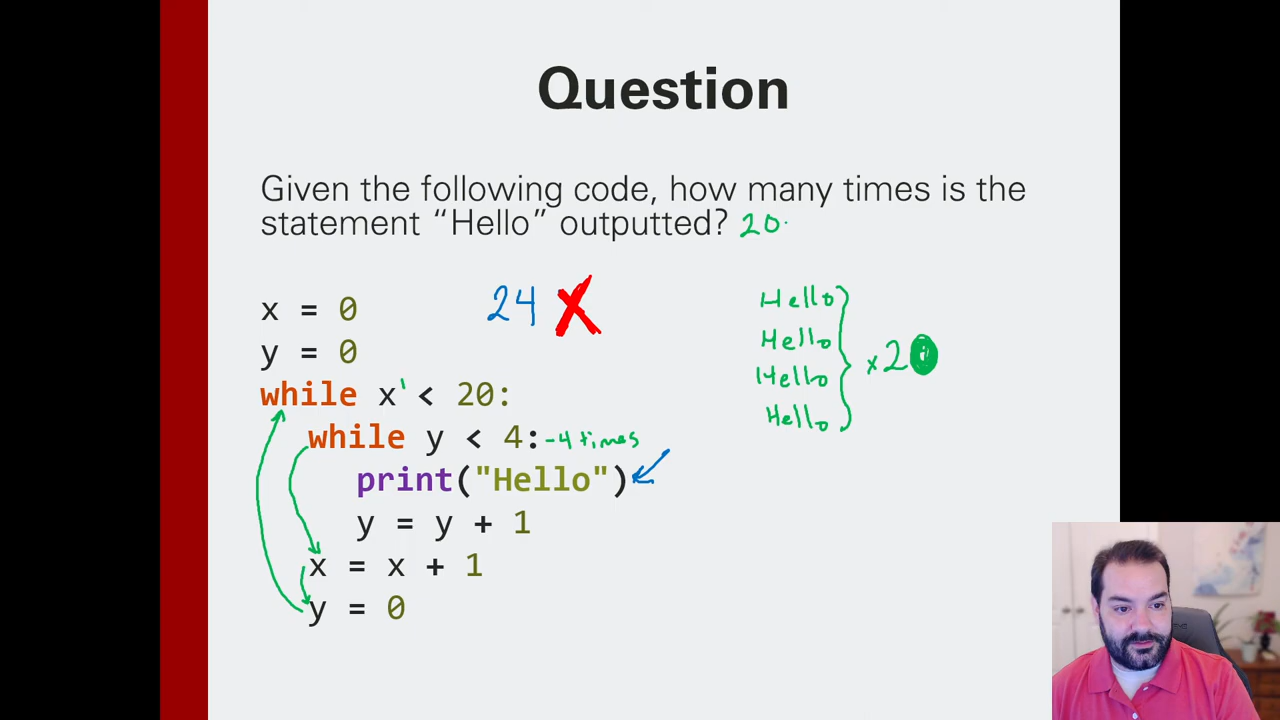 Question
Given the following code, how many times is the
statement “Hello” outputted? 20.
x = 0
24 X
y = 0
while x' < 20:
while y < 4: -4 times
print("Hello")
y = y + 1
x = x + 1
y = 0
Hello
Hello
Hello
Hello
x 20